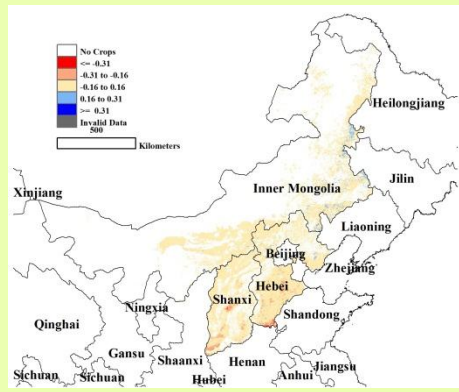 No Crops
<= -0.31
-0.31 to -0.16
-0.16 to 0.16
0.16 to 0.31
>= 0.31
Invalid Data
500
Kilometers
Heilongjiang
Jilin
Xinjiang
Inner Mongolia
Liaoning
Beijing
Zhejiang
Hebei
Shanxi
Ningxia
Shandong
Qinghai
Gansu
Shaanxi
Henan
Jiangsu
Sichuan
Sichuan
Hubei
Anhui